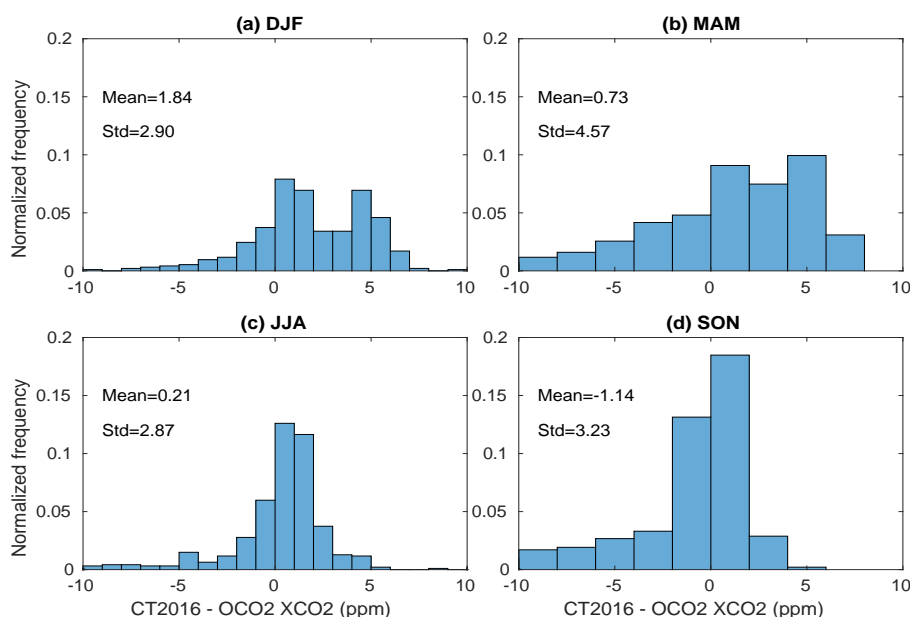 (a) DJF
(b) MAM
0.2
0.15
0.1
0.05
0
Normalized frequency
Mean=1.84
Std=2.90
-10 -5 0 5 10
0.2
0.15
0.1
0.05
0
Mean=0.73
Std=4.57
-10 -5 0 5 10
(c) JJA
(d) SON
0.2
0.15
0.1
0.05
0
Normalized frequency
Mean=0.21
Std=2.87
-10 -5 0 5 10
CT2016 - OCO2 XCO2 (ppm)
0.2
0.15
0.1
0.05
0
Mean=-1.14
Std=3.23
-10 -5 0 5 10
CT2016 - OCO2 XCO2 (ppm)